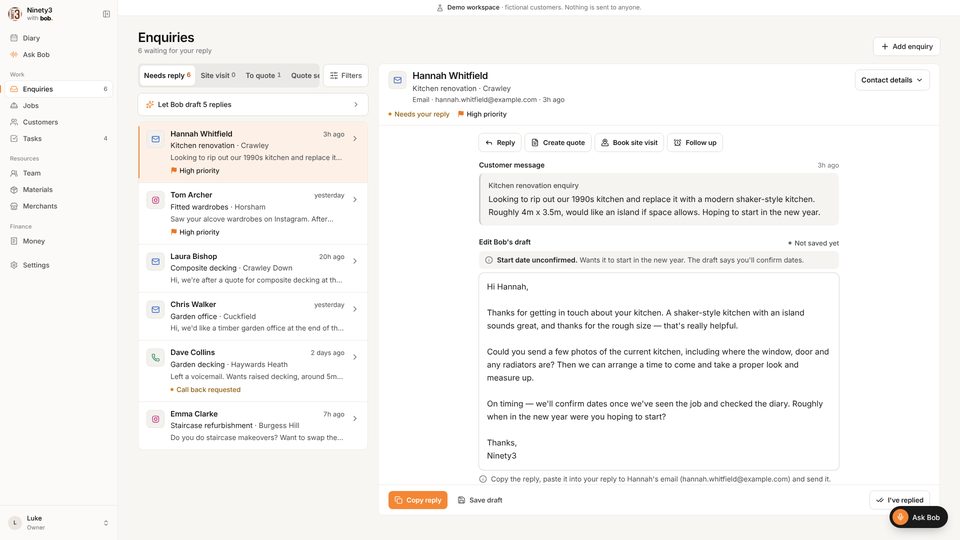 Ninety3
with bob.
Demo workspace · fictional customers. Nothing is sent to anyone.
Diary
Ask Bob
Work
Enquiries 6
Jobs
Customers
Tasks 4
Resources
Team
Materials
Merchants
Finance
Money
Settings
L
Luke
Owner
Enquiries
6 waiting for your reply
Add enquiry
Needs reply 6 Site visit 0 To quote 1 Quote se Filters
Let Bob draft 5 replies
Hannah Whitfield 3h ago
Kitchen renovation · Crawley
Looking to rip out our 1990s kitchen and replace it...
High priority
Tom Archer yesterday
Fitted wardrobes · Horsham
Saw your alcove wardrobes on Instagram. After...
High priority
Laura Bishop 20h ago
Composite decking · Crawley Down
Hi, we're after a quote for composite decking at th...
Chris Walker yesterday
Garden office · Cuckfield
Hi, we'd like a timber garden office at the end of th...
Dave Collins 2 days ago
Garden decking · Haywards Heath
Left a voicemail. Wants raised decking, around 5m...
Call back requested
Emma Clarke 7h ago
Staircase refurbishment · Burgess Hill
Do you do staircase makeovers? Want to swap the...
Hannah Whitfield
Kitchen renovation · Crawley
Email · hannah.whitfield@example.com · 3h ago
Contact details
Needs your reply High priority
Reply Create quote Book site visit Follow up
Customer message 3h ago
Kitchen renovation enquiry
Looking to rip out our 1990s kitchen and replace it with a modern shaker-style kitchen.
Roughly 4m x 3.5m, would like an island if space allows. Hoping to start in the new year.
Edit Bob's draft Not saved yet
Start date unconfirmed. Wants it to start in the new year. The draft says you'll confirm dates.
Hi Hannah,
Thanks for getting in touch about your kitchen. A shaker-style kitchen with an island
sounds great, and thanks for the rough size — that's really helpful.
Could you send a few photos of the current kitchen, including where the window, door and
any radiators are? Then we can arrange a time to come and take a proper look and
measure up.
On timing — we'll confirm dates once we've seen the job and checked the diary. Roughly
when in the new year were you hoping to start?
Thanks,
Ninety3
Copy the reply, paste it into your reply to Hannah's email (hannah.whitfield@example.com) and send it.
Copy reply Save draft I've replied
Ask Bob